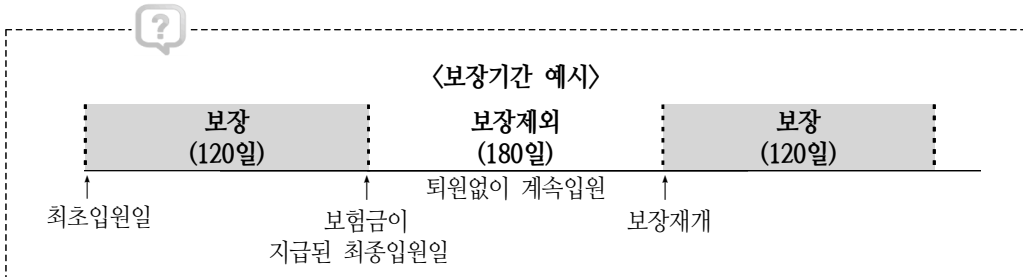 ?
〈보장기간 예시〉
보장 보장제외 보장
(120일) (180일) (120일)
퇴원없이 계속입원
최초입원일 보험금이 보장재개
지급된 최종입원일